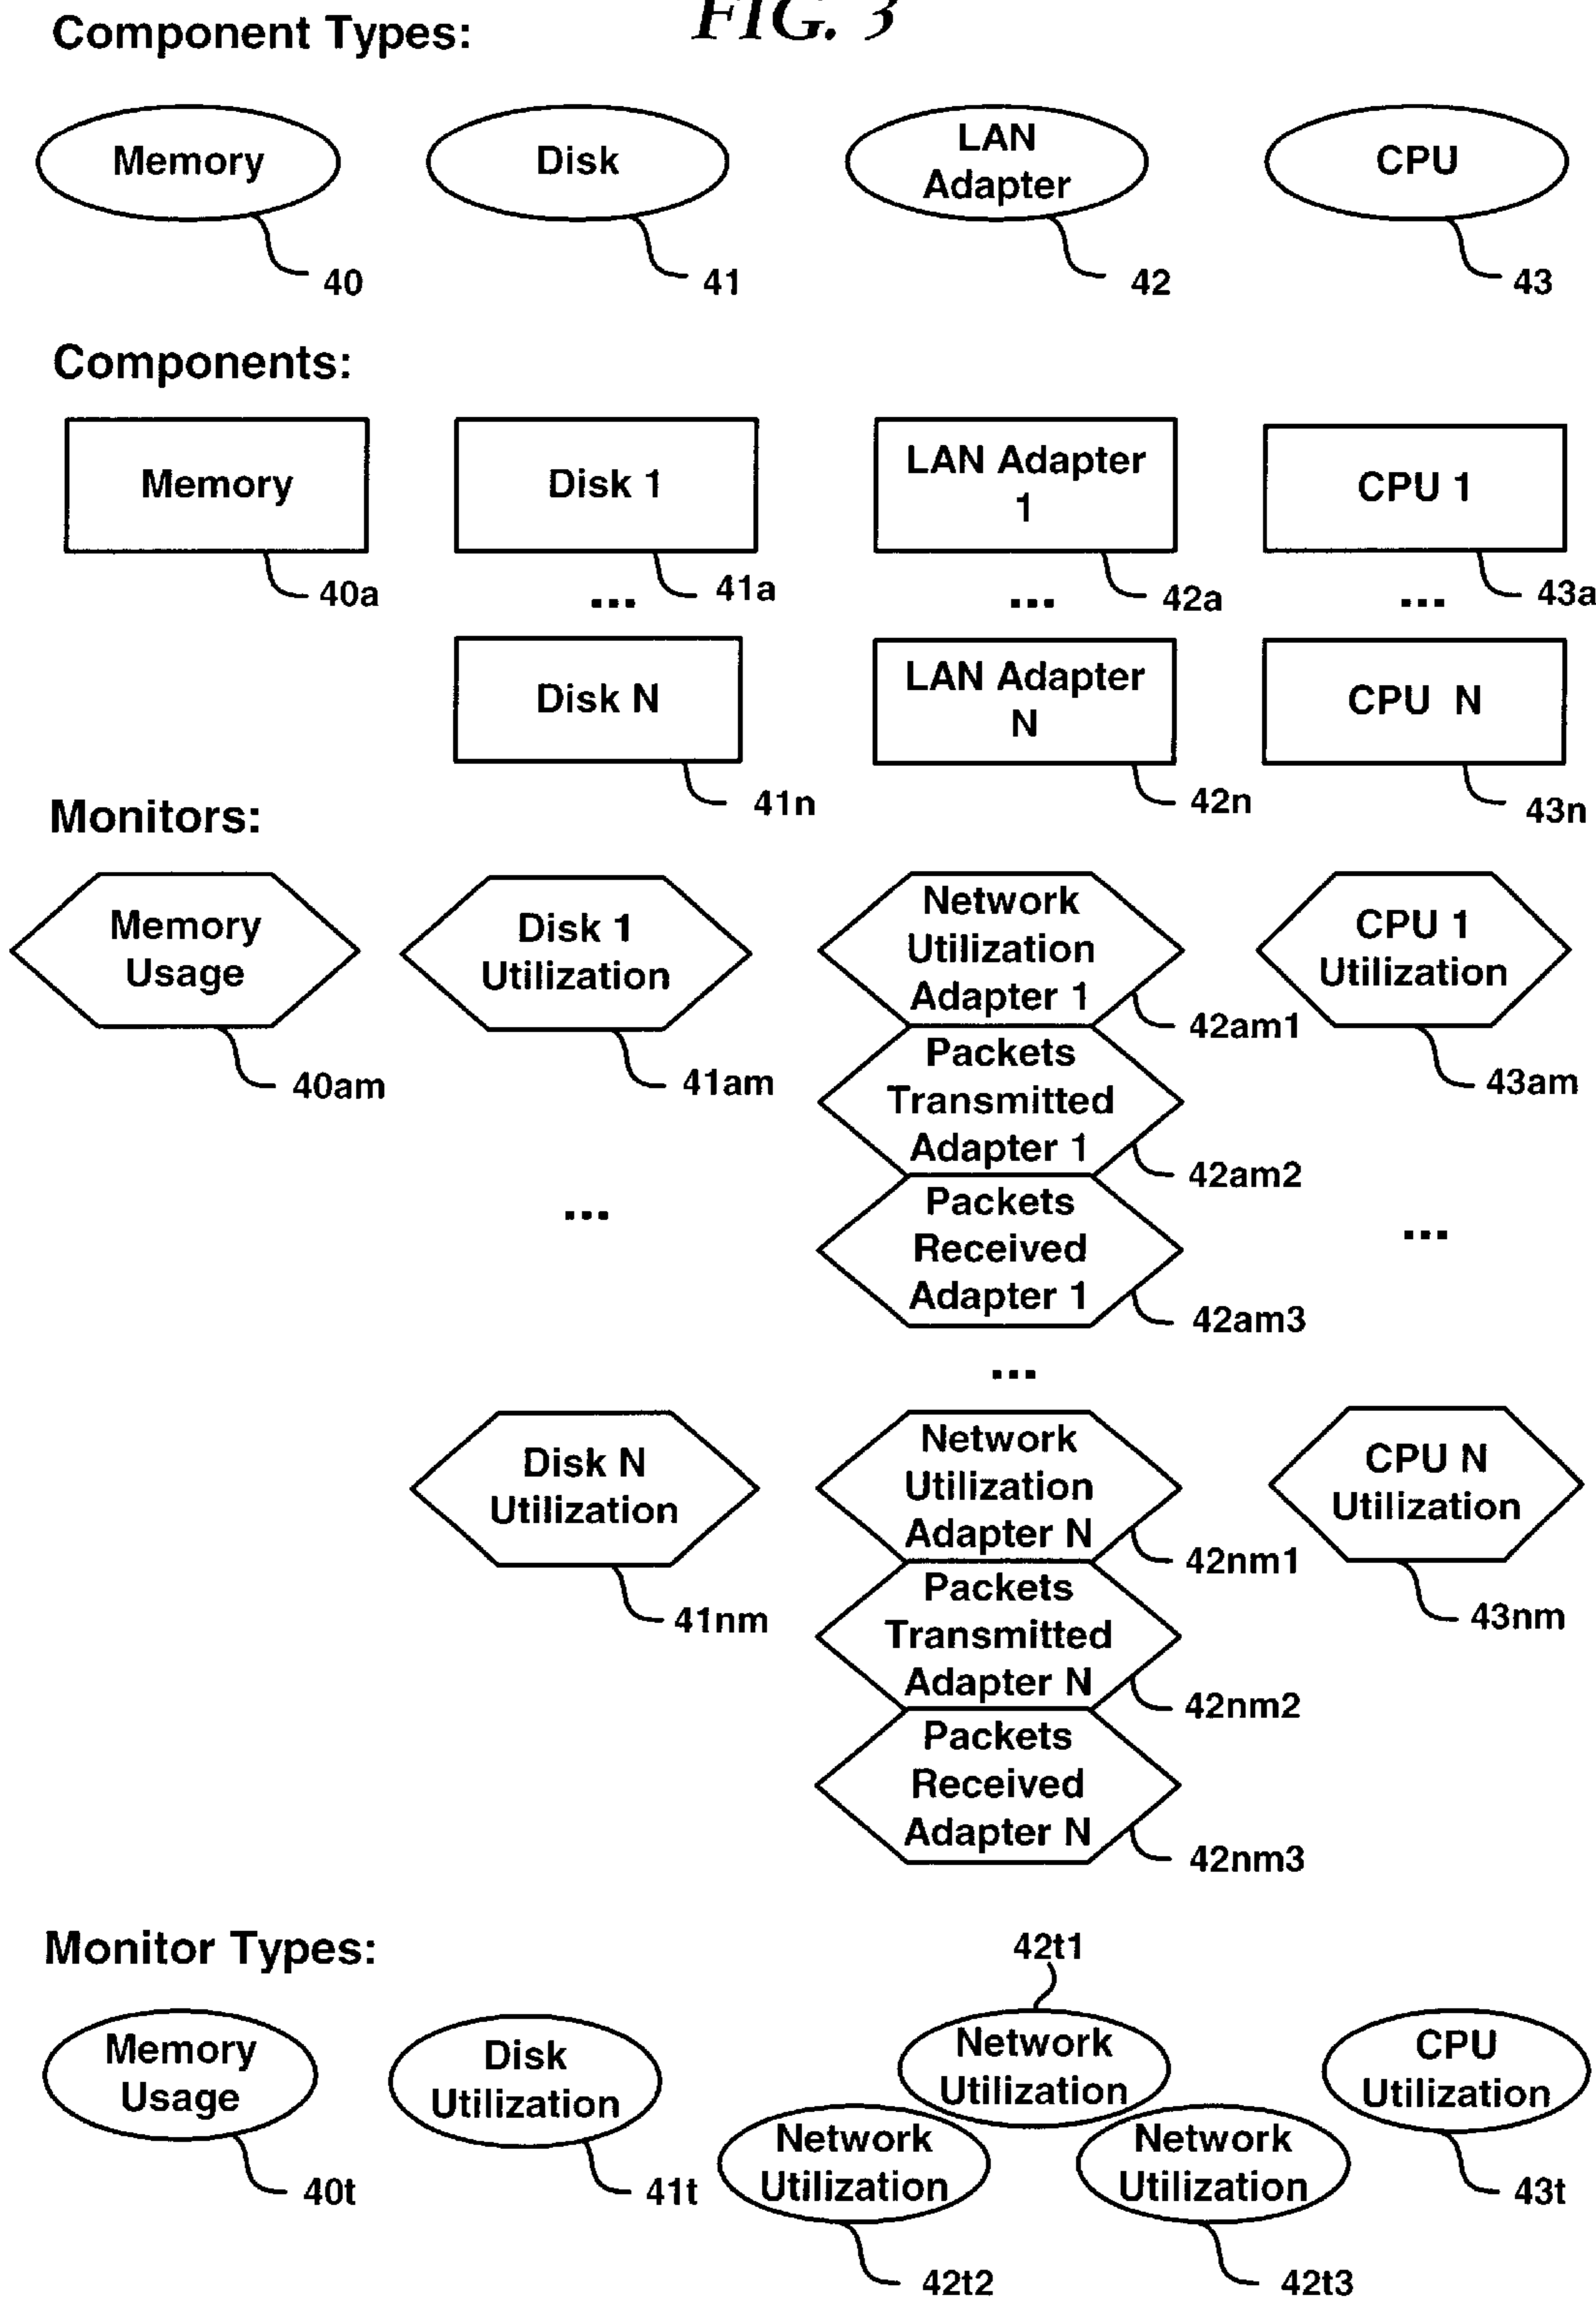 FIG. 3
Component Types:
Memory
Disk
LAN
Adapter
CPU
40
41
42
43
Components:
Memory
Disk 1
LAN Adapter
1
CPU 1
40a
41a
42a
43a
...
...
...
Disk N
LAN Adapter
N
CPU N
41n
42n
43n
Monitors:
Memory
Usage
40am
Disk 1
Utilization
41am
Network
Utilization
Adapter 1
42am1
Packets
Transmitted
Adapter 1
42am2
Packets
Received
Adapter 1
42am3
CPU 1
Utilization
43am
...
...
...
Disk N
Utilization
41nm
Network
Utilization
Adapter N
42nm1
Packets
Transmitted
Adapter N
42nm2
Packets
Received
Adapter N
42nm3
CPU N
Utilization
43nm
Monitor Types:
Memory
Usage
40t
Disk
Utilization
41t
42t1
Network
Utilization
Network
Utilization
42t2
Network
Utilization
42t3
CPU
Utilization
43t